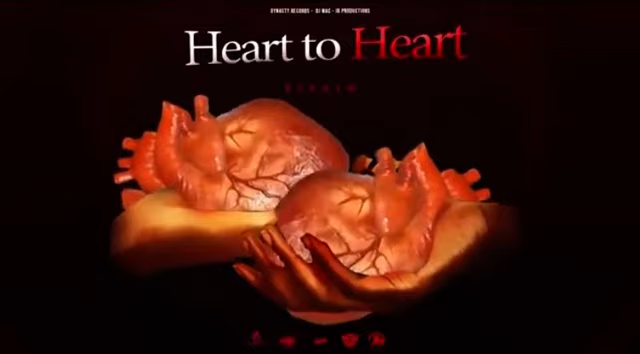 DYNASTY RECORDS - DJ MAC - JB PRODUCTIONS
Heart to Heart
RIDDIM